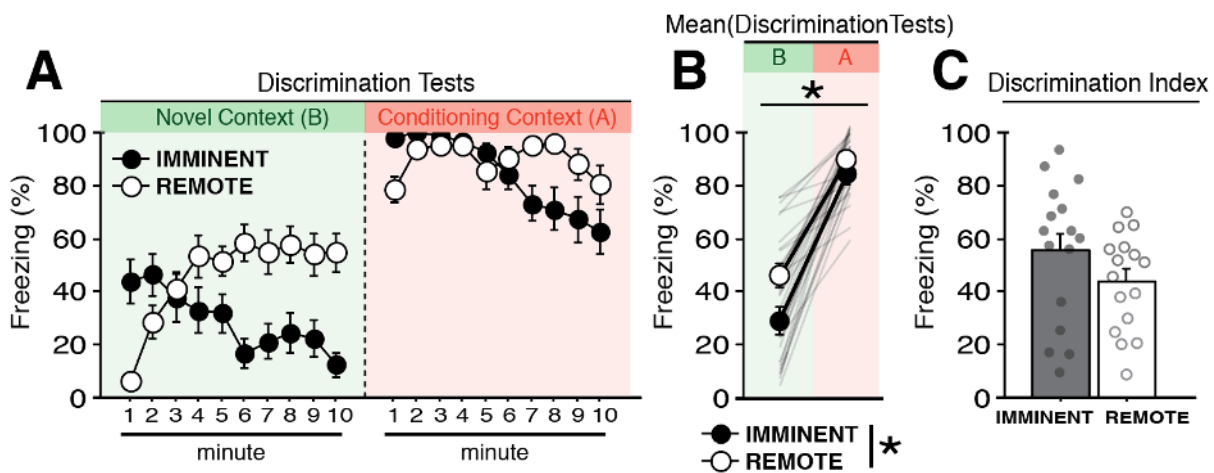 A
Discrimination Tests
Novel Context (B)
Conditioning Context (A)
Freezing (%)
100
80
60
40
20
0
IMMINENT
REMOTE
1 2 3 4 5 6 7 8 9 10
1 2 3 4 5 6 7 8 9 10
minute
minute
Mean(DiscriminationTests)
B
B
A
*
Freezing (%)
100
80
60
40
20
0
IMMINENT
REMOTE
*
C
Discrimination Index
Freezing (%)
100
80
60
40
20
0
IMMINENT
REMOTE